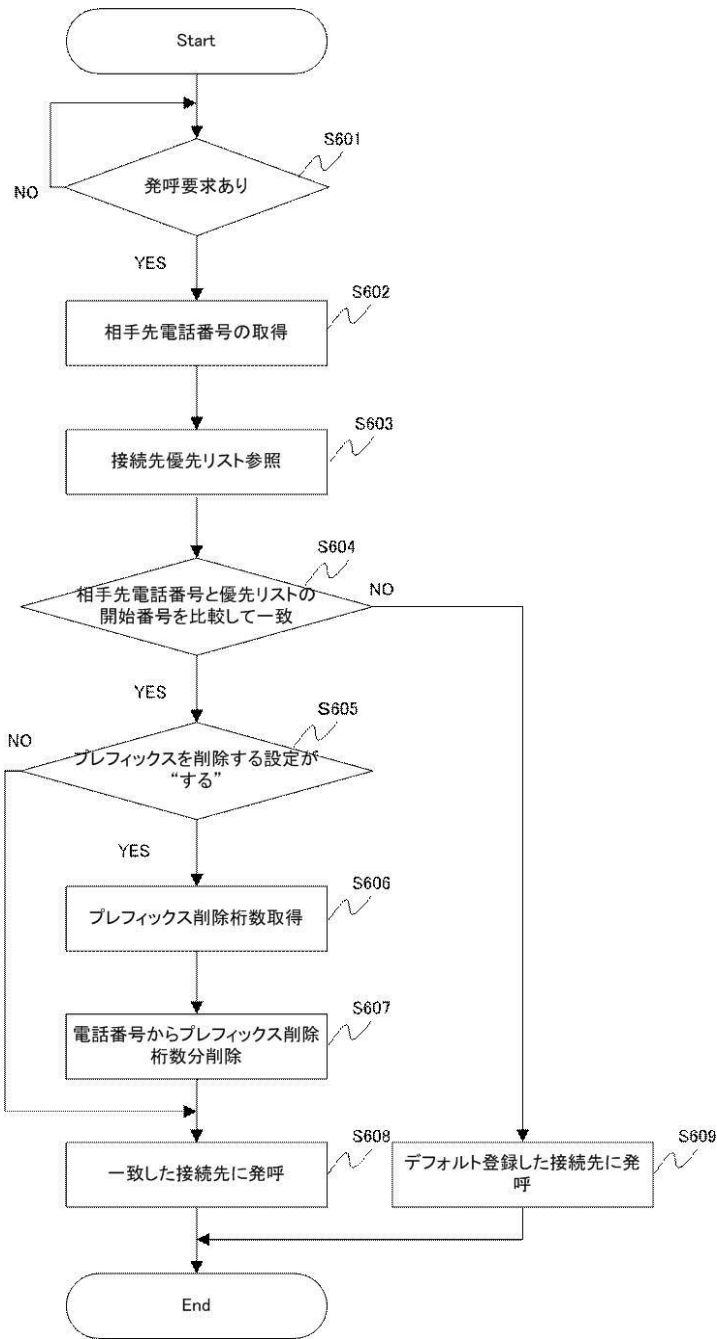 Start
S601
発呼要求あり
NO
YES
S602
相手先電話番号の取得
S603
接続先優先リスト参照
S604
相手先電話番号と優先リストの
開始番号を比較して一致
NO
YES
S605
NO
プレフィックスを削除する設定が
“する”
YES
S606
プレフィックス削除桁数取得
S607
電話番号からプレフィックス削除
桁数分削除
S608
一致した接続先に発呼
S609
デフォルト登録した接続先に発
呼
End